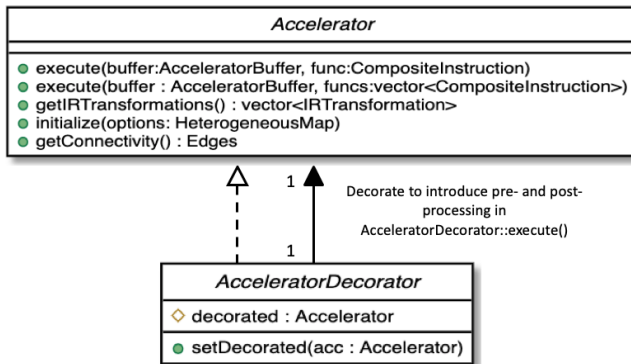 Accelerator
execute(buffer:AcceleratorBuffer, func:CompositeInstruction)
execute(buffer : AcceleratorBuffer, funcs:vector<CompositeInstruction>)
getIRTransformations() : vector<IRTransformation>
initialize(options: HeterogeneousMap)
getConnectivity() : Edges
1
Decorate to introduce pre- and post-
processing in
AcceleratorDecorator::execute()
1
AcceleratorDecorator
decorated : Accelerator
setDecorated(acc : Accelerator)